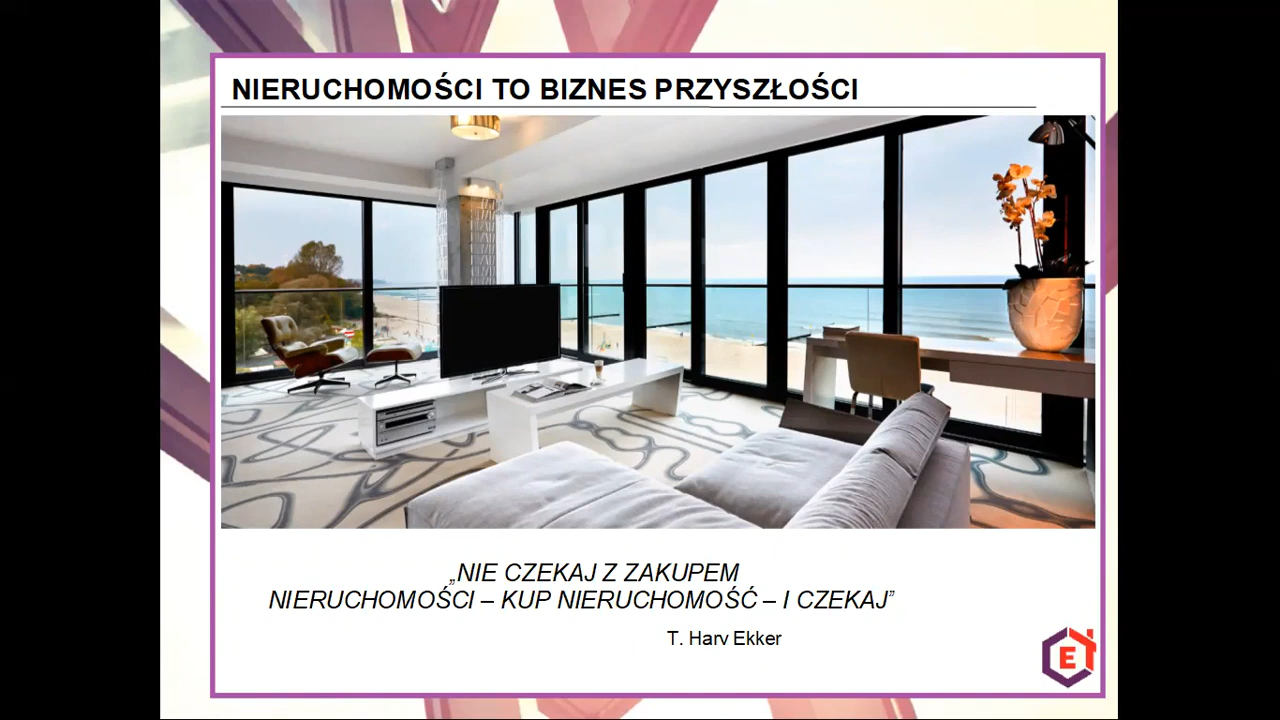 NIERUCHOMOŚCI TO BIZNES PRZYSZŁOŚCI
„NIE CZEKAJ Z ZAKUPEM
NIERUCHOMOŚCI – KUP NIERUCHOMOŚĆ – I CZEKAJ”
T. Harv Ekker
E